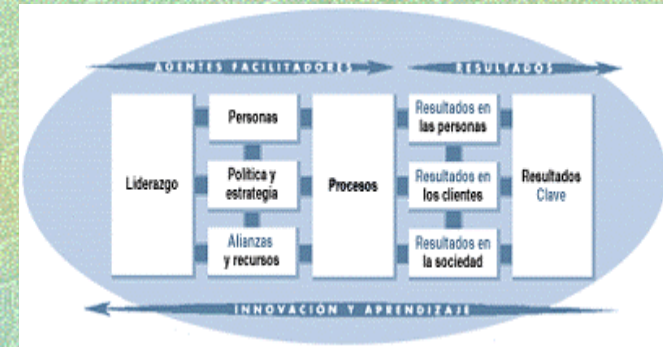 AGENTES FACILITADORES
RESULTADOS
Liderazgo
Personas
Política y
estrategia
Alianzas
y recursos
Procesos
Resultados en
las personas
Resultados en
los clientes
Resultados en
la sociedad
Resultados
Clave
INNOVACIÓN Y APRENDIZAJE